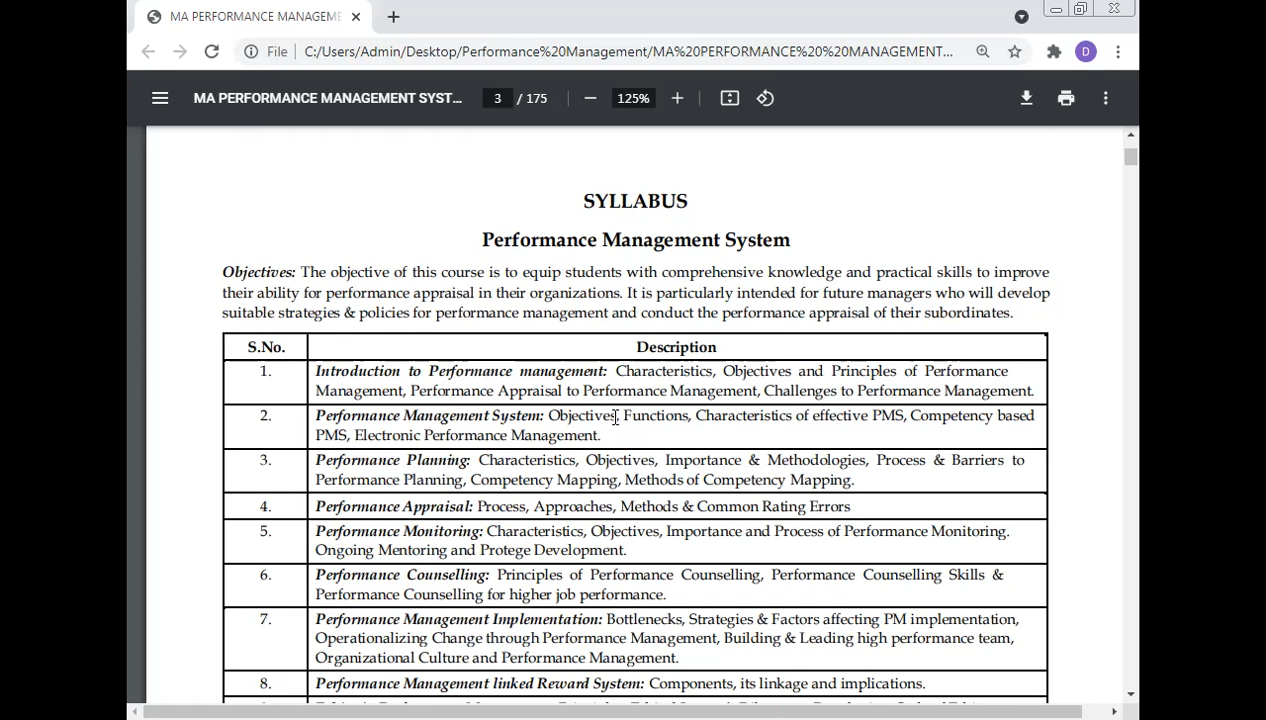 MA PERFORMANCE MANAGEME
File C:/Users/Admin/Desktop/Performance%20Management/MA%20PERFORMANCE%20%20MANAGEMENT... D
MA PERFORMANCE MANAGEMENT SYST... 3 / 175 125%
SYLLABUS
Performance Management System
Objectives: The objective of this course is to equip students with comprehensive knowledge and practical skills to improve
their ability for performance appraisal in their organizations. It is particularly intended for future managers who will develop
suitable strategies & policies for performance management and conduct the performance appraisal of their subordinates.
S.No. Description
1. Introduction to Performance management: Characteristics, Objectives and Principles of Performance
Management, Performance Appraisal to Performance Management, Challenges to Performance Management.
2. Performance Management System: Objectives, Functions, Characteristics of effective PMS, Competency based
PMS, Electronic Performance Management.
3. Performance Planning: Characteristics, Objectives, Importance & Methodologies, Process & Barriers to
Performance Planning, Competency Mapping, Methods of Competency Mapping.
4. Performance Appraisal: Process, Approaches, Methods & Common Rating Errors
5. Performance Monitoring: Characteristics, Objectives, Importance and Process of Performance Monitoring.
Ongoing Mentoring and Protege Development.
6. Performance Counselling: Principles of Performance Counselling, Performance Counselling Skills &
Performance Counselling for higher job performance.
7. Performance Management Implementation: Bottlenecks, Strategies & Factors affecting PM implementation,
Operationalizing Change through Performance Management, Building & Leading high performance team,
Organizational Culture and Performance Management.
8. Performance Management linked Reward System: Components, its linkage and implications.